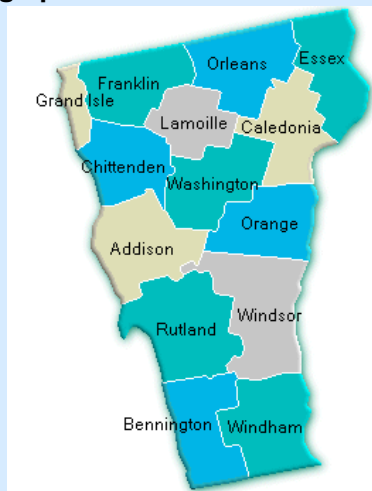 Orleans
Essex
Franklin
Grand Isle
Lamoille
Caledonia
Chittenden
Washington
Orange
Addison
Windsor
Rutland
Bennington
Windham